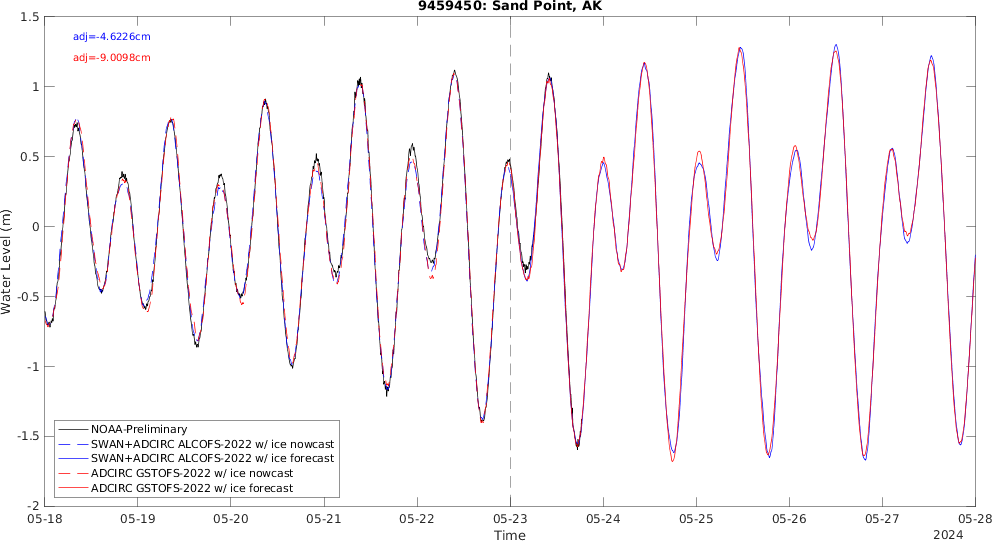 9459450: Sand Point, AK
adj=-4.6226cm
adj=-9.0098cm
1.5
1
0.5
0
-0.5
-1
-1.5
-2
Water Level (m)
NOAA-Preliminary
SWAN+ADCIRC ALCOFS-2022 w/ ice nowcast
SWAN+ADCIRC ALCOFS-2022 w/ ice forecast
ADCIRC GSTOFS-2022 w/ ice nowcast
ADCIRC GSTOFS-2022 w/ ice forecast
05-18 05-19 05-20 05-21 05-22 05-23 05-24 05-25 05-26 05-27 05-28
Time
2024